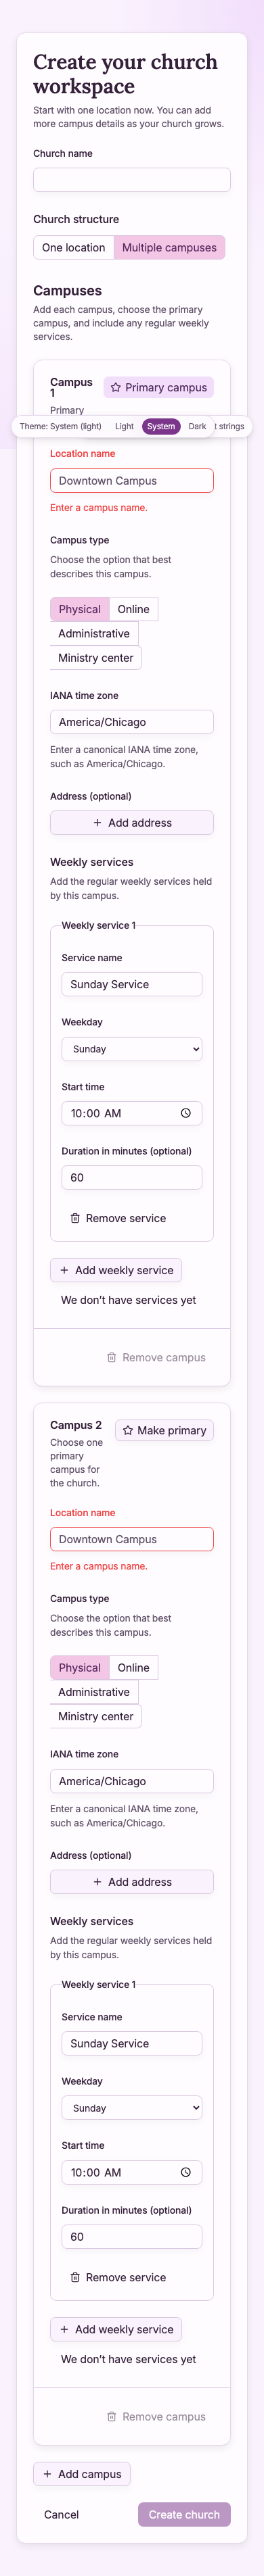 Create your church
workspace
Start with one location now. You can add
more campus details as your church grows.
Church name
Church structure
One location
Multiple campuses
Campuses
Add each campus, choose the primary
campus, and include any regular weekly
services.
Campus
1
Primary campus
Primary
Theme: System (light) Light System Dark
t strings
Location name
Downtown Campus
Enter a campus name.
Campus type
Choose the option that best
describes this campus.
Physical Online
Administrative
Ministry center
IANA time zone
America/Chicago
Enter a canonical IANA time zone,
such as America/Chicago.
Address (optional)
Add address
Weekly services
Add the regular weekly services held
by this campus.
Weekly service 1
Service name
Sunday Service
Weekday
Sunday
Start time
10:00 AM
Duration in minutes (optional)
60
Remove service
Add weekly service
We don't have services yet
Remove campus
Campus 2
Make primary
Choose one
primary
campus for
the church.
Location name
Downtown Campus
Enter a campus name.
Campus type
Choose the option that best
describes this campus.
Physical Online
Administrative
Ministry center
IANA time zone
America/Chicago
Enter a canonical IANA time zone,
such as America/Chicago.
Address (optional)
Add address
Weekly services
Add the regular weekly services held
by this campus.
Weekly service 1
Service name
Sunday Service
Weekday
Sunday
Start time
10:00 AM
Duration in minutes (optional)
60
Remove service
Add weekly service
We don't have services yet
Remove campus
Add campus
Cancel
Create church